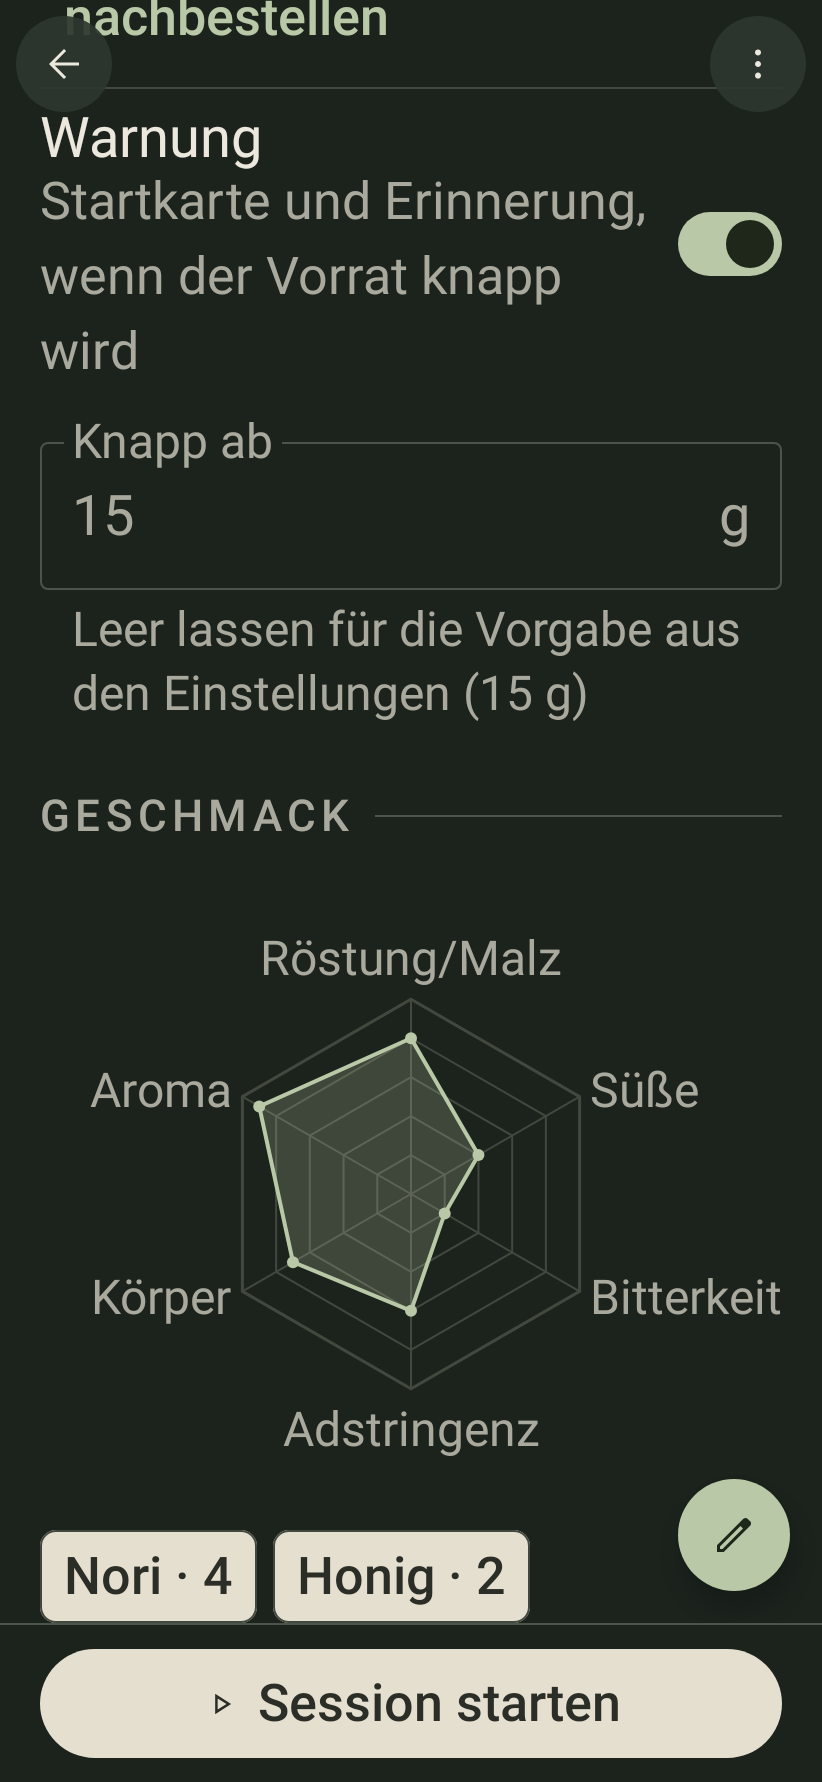 nachbestellen
Warnung
Startkarte und Erinnerung,
wenn der Vorrat knapp
wird
Knapp ab
15 g
Leer lassen für die Vorgabe aus
den Einstellungen (15 g)
GESCHMACK
Röstung/Malz
Aroma
Süße
Körper
Bitterkeit
Adstringenz
Nori · 4
Honig · 2
Session starten